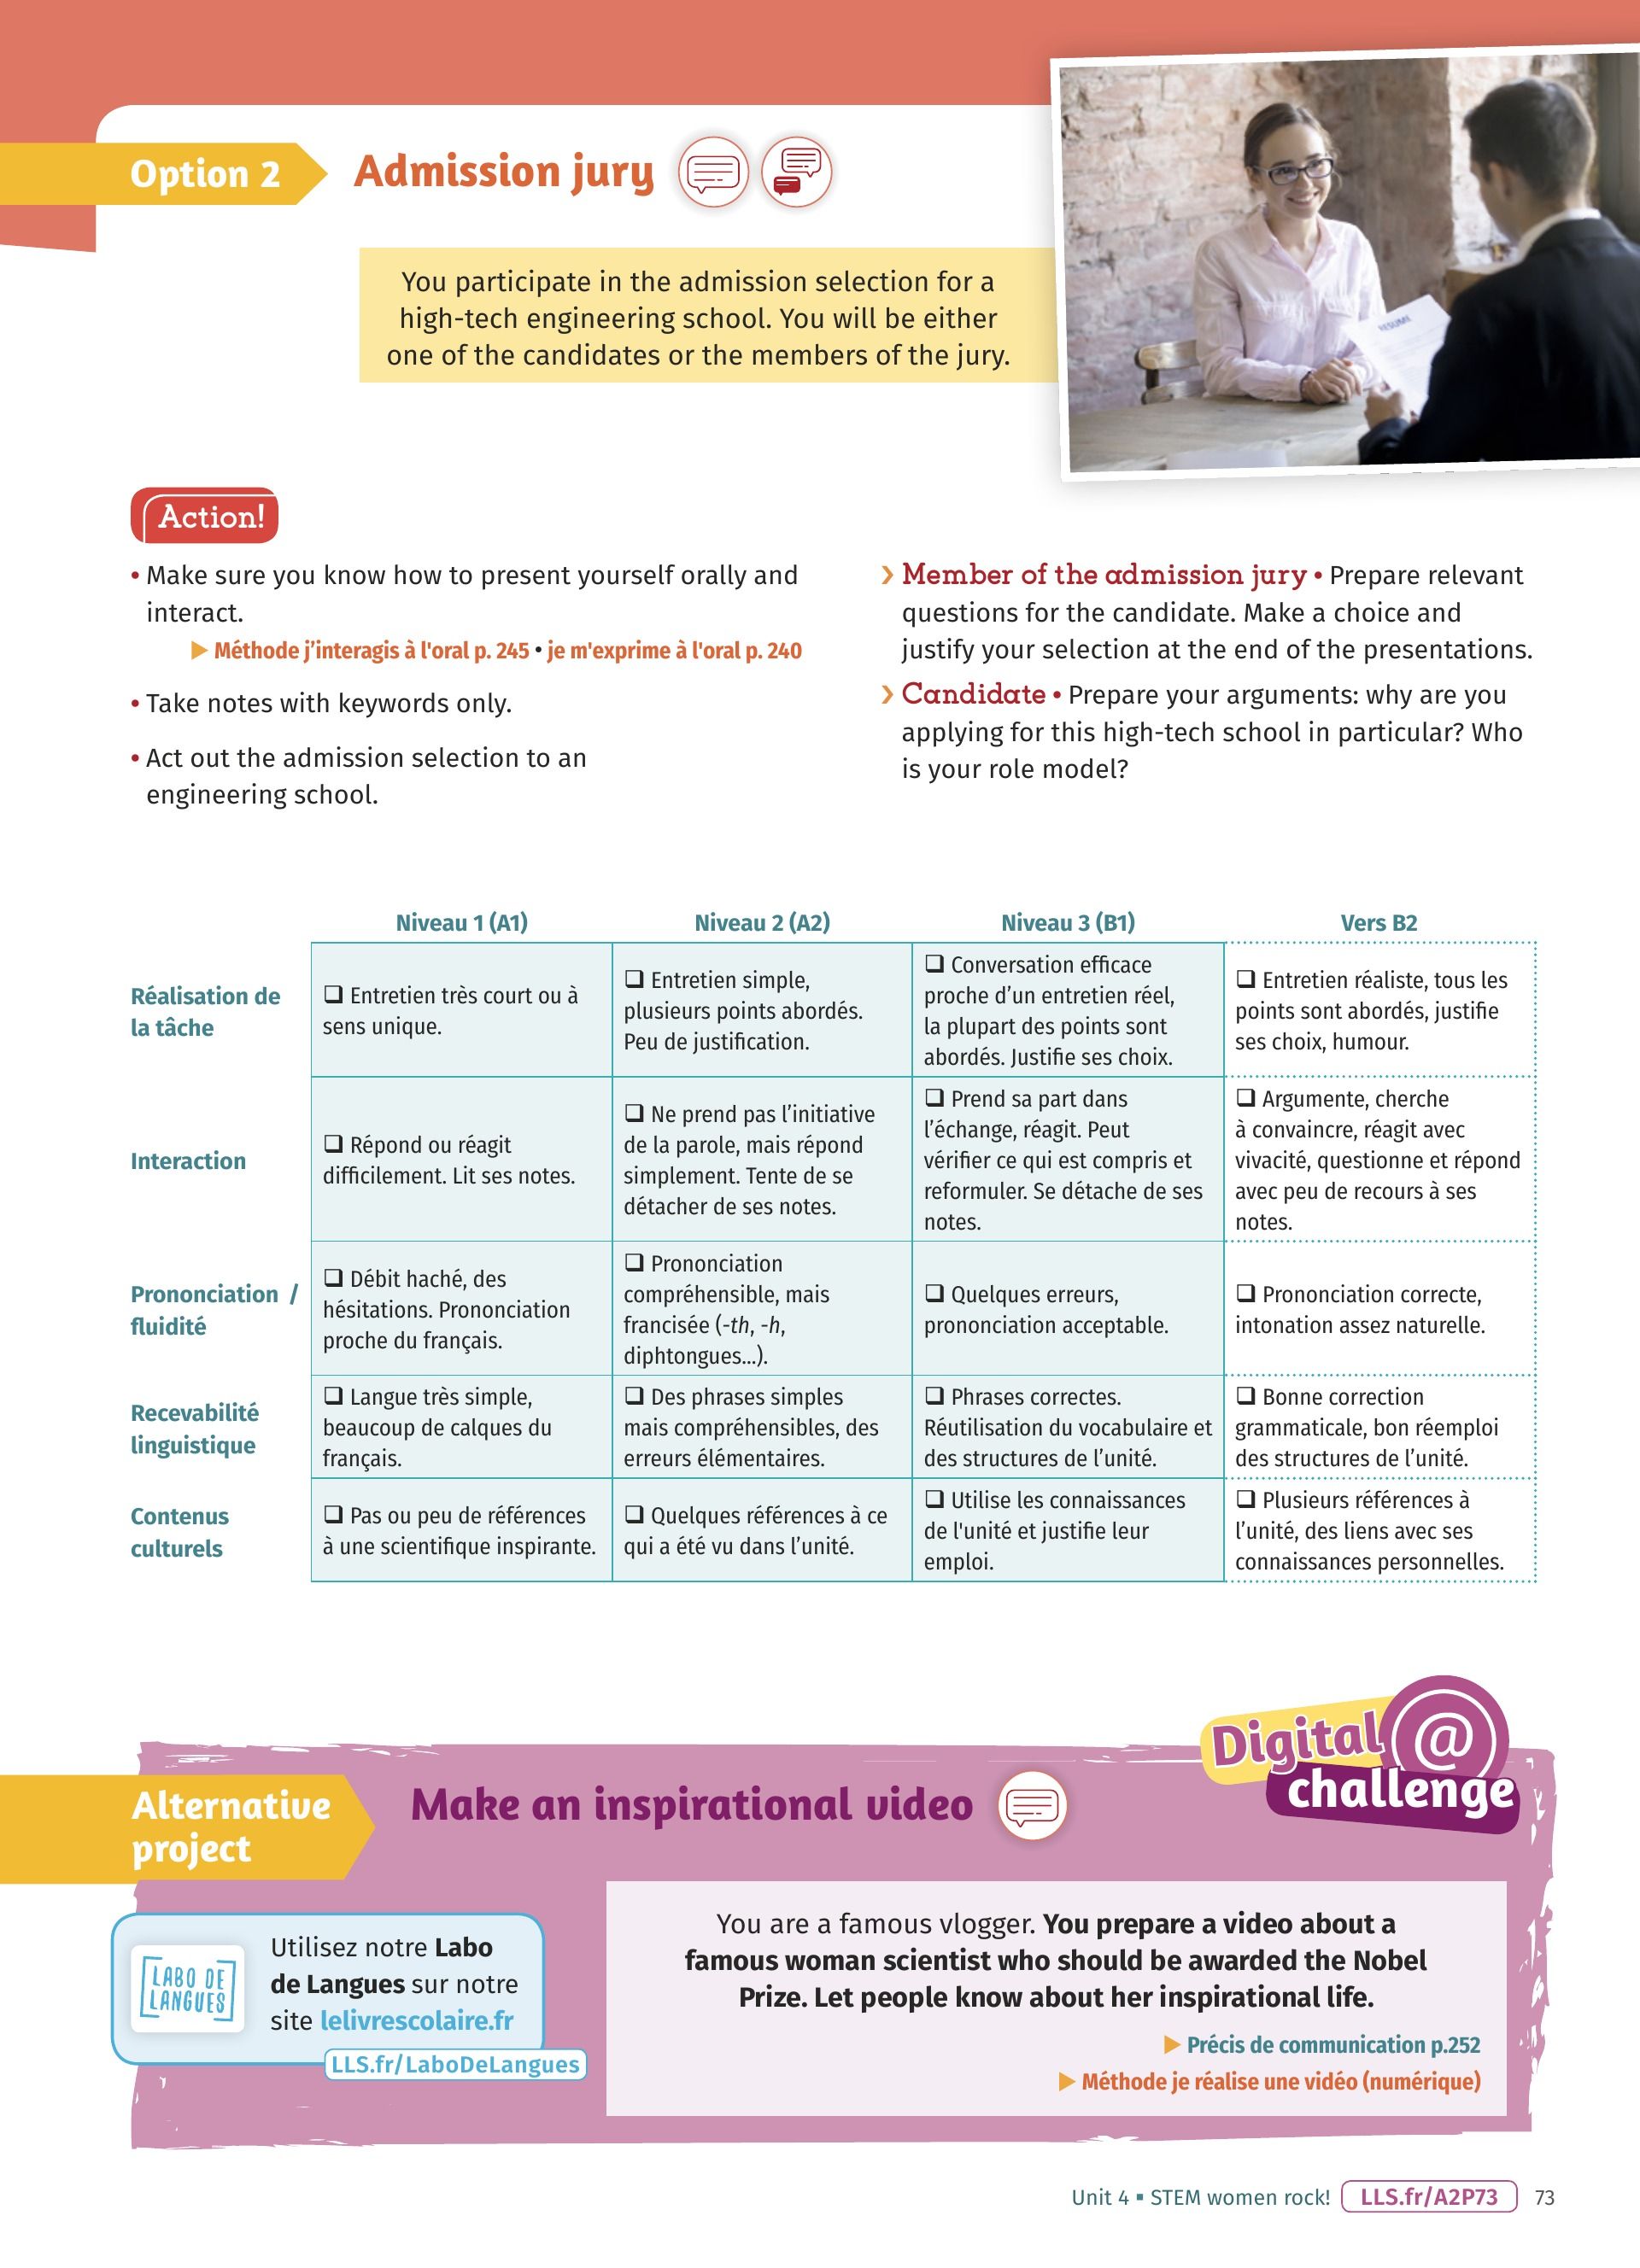 Option 2
Admission jury
You participate in the admission selection for a
high-tech engineering school. You will be either
one of the candidates or the members of the jury.
RESUME
Action!
• Make sure you know how to present yourself orally and
interact.
▶ Méthode j’interagis à l'oral p. 245 • je m'exprime à l'oral p. 240
• Take notes with keywords only.
• Act out the admission selection to an
engineering school.
› Member of the admission jury • Prepare relevant
questions for the candidate. Make a choice and
justify your selection at the end of the presentations.
› Candidate • Prepare your arguments: why are you
applying for this high-tech school in particular? Who
is your role model?
Niveau 1 (A1)
Niveau 2 (A2)
Niveau 3 (B1)
Vers B2
Réalisation de
la tâche
❑ Entretien très court ou à
sens unique.
❑ Entretien simple,
plusieurs points abordés.
Peu de justification.
❑ Conversation efficace
proche d’un entretien réel,
la plupart des points sont
abordés. Justifie ses choix.
❑ Entretien réaliste, tous les
points sont abordés, justifie
ses choix, humour.
Interaction
❑ Répond ou réagit
difficilement. Lit ses notes.
❑ Ne prend pas l’initiative
de la parole, mais répond
simplement. Tente de se
détacher de ses notes.
❑ Prend sa part dans
l’échange, réagit. Peut
vérifier ce qui est compris et
reformuler. Se détache de ses
notes.
❑ Argumente, cherche
à convaincre, réagit avec
vivacité, questionne et répond
avec peu de recours à ses
notes.
Prononciation /
fluidité
❑ Débit haché, des
hésitations. Prononciation
proche du français.
❑ Prononciation
compréhensible, mais
francisée (-th, -h,
diphtongues...).
❑ Quelques erreurs,
prononciation acceptable.
❑ Prononciation correcte,
intonation assez naturelle.
Recevabilité
linguistique
❑ Langue très simple,
beaucoup de calques du
français.
❑ Des phrases simples
mais compréhensibles, des
erreurs élémentaires.
❑ Phrases correctes.
Réutilisation du vocabulaire et
des structures de l’unité.
❑ Bonne correction
grammaticale, bon réemploi
des structures de l’unité.
Contenus
culturels
❑ Pas ou peu de références
à une scientifique inspirante.
❑ Quelques références à ce
qui a été vu dans l’unité.
❑ Utilise les connaissances
de l'unité et justifie leur
emploi.
❑ Plusieurs références à
l’unité, des liens avec ses
connaissances personnelles.
Digital @
challenge
Alternative
project
Make an inspirational video
LABO DE
LANGUES
Utilisez notre Labo
de Langues sur notre
site lelivrescolaire.fr
LLS.fr/LaboDeLangues
You are a famous vlogger. You prepare a video about a
famous woman scientist who should be awarded the Nobel
Prize. Let people know about her inspirational life.
▶ Précis de communication p.252
▶ Méthode je réalise une vidéo (numérique)
Unit 4 ▪ STEM women rock! LLS.fr/A2P73 73